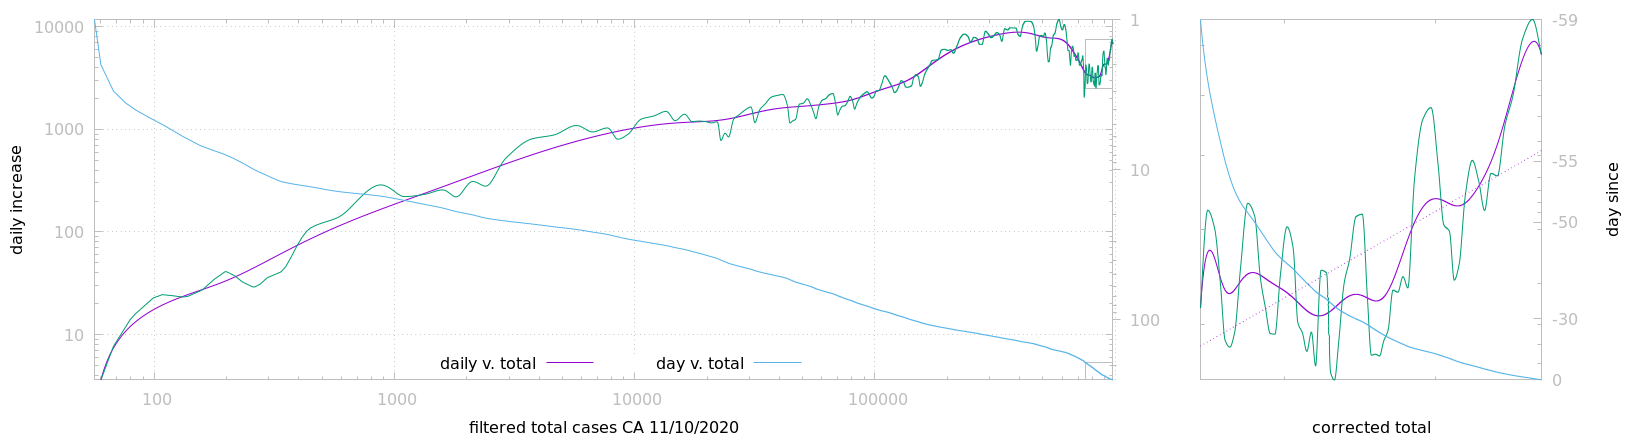 10000
1000
100
10
daily increase
100
1000
10000
100000
1
10
100
daily v. total
day v. total
filtered total cases CA 11/10/2020
-59
-55
-50
-30
0
day since
corrected total